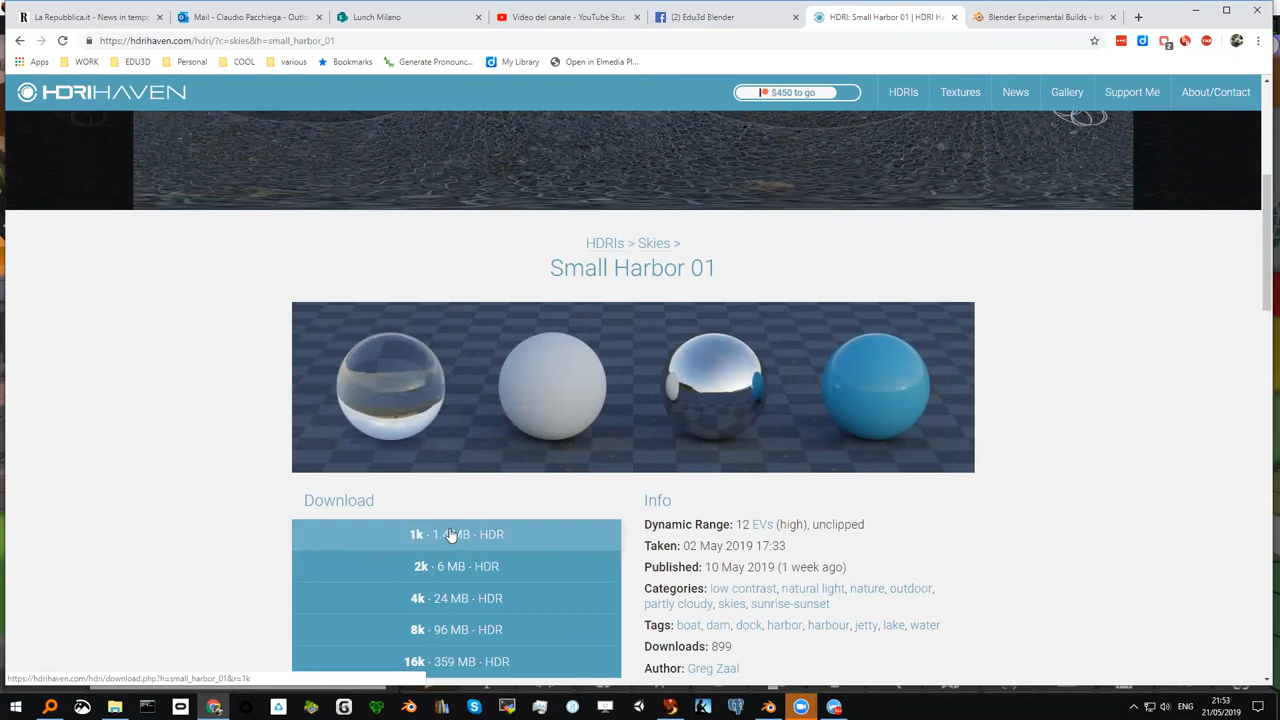 La Repubblica.it - News in tempo
Mail - Claudio Pacchiega - Outlo
Lunch Milano
Video del canale - YouTube Stu
(2) Edu3d Blender
HDRI: Small Harbor 01 | HDRI Ha
Blender Experimental Builds - ble
https://hdrihaven.com/hdri/?c=skies&h=small_harbor_01
2
Apps
WORK
EDU3D
Personal
COOL
various
Bookmarks
Generate Pronounc...
My Library
Open in Elmedia Pl...
HDRIHAVEN
$450 to go
HDRIs
Textures
News
Gallery
Support Me
About/Contact
HDRIs > Skies >
Small Harbor 01
Download
1k · 1.4 MB · HDR
2k · 6 MB · HDR
4k · 24 MB · HDR
8k · 96 MB · HDR
16k · 359 MB · HDR
Info
Dynamic Range: 12 EVs (high), unclipped
Taken: 02 May 2019 17:33
Published: 10 May 2019 (1 week ago)
Categories: low contrast, natural light, nature, outdoor,
partly cloudy, skies, sunrise-sunset
Tags: boat, dam, dock, harbor, harbour, jetty, lake, water
Downloads: 899
Author: Greg Zaal
https://hdrihaven.com/hdri/download.php?h=small_harbor_01&r=1k
ENG
21:53
21/05/2019